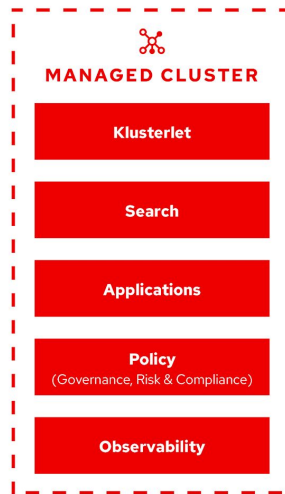 MANAGED CLUSTER
Klusterlet
Search
Applications
Policy
(Governance, Risk & Compliance)
Observability